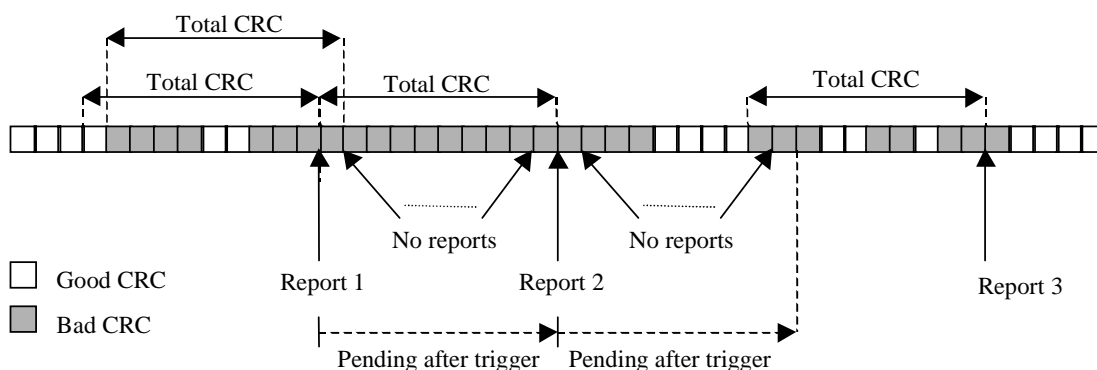 Total CRC
Total CRC
Total CRC
Total CRC
No reports
No reports
Good CRC
Report 1
Report 2
Report 3
Bad CRC
Pending after trigger
Pending after trigger